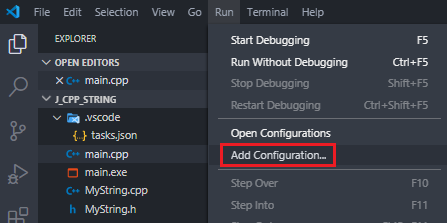 File Edit Selection View Go Run Terminal Help
EXPLORER
OPEN EDITORS
main.cpp
J_CPP_STRING
.vscode
{..} tasks.json
main.cpp
main.exe
MyString.cpp
MyString.h
Start Debugging F5
Run Without Debugging Ctrl+F5
Stop Debugging Shift+F5
Restart Debugging Ctrl+Shift+F5
Open Configurations
Add Configuration...
Step Over F10
Step Into F11